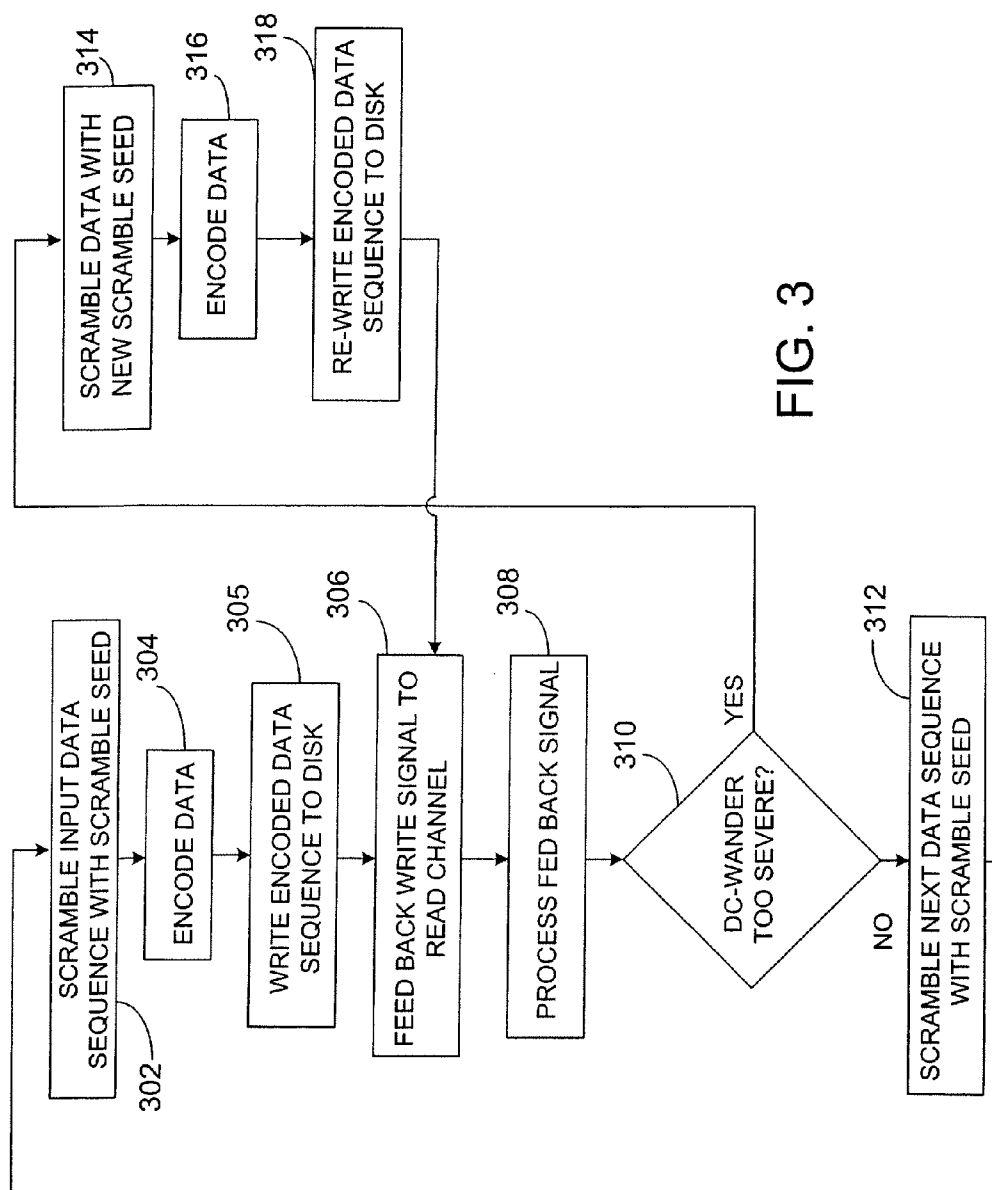 SCRAMBLE INPUT DATA
SEQUENCE WITH SCRAMBLE SEED
302
ENCODE DATA
304
WRITE ENCODED DATA
SEQUENCE TO DISK
305
FEED BACK WRITE SIGNAL TO
READ CHANNEL
306
PROCESS FED BACK SIGNAL
308
DC-WANDER
TOO SEVERE?
310
YES
NO
SCRAMBLE NEXT DATA SEQUENCE
WITH SCRAMBLE SEED
312
SCRAMBLE DATA WITH
NEW SCRAMBLE SEED
314
ENCODE DATA
316
RE-WRITE ENCODED DATA
SEQUENCE TO DISK
318
FIG. 3